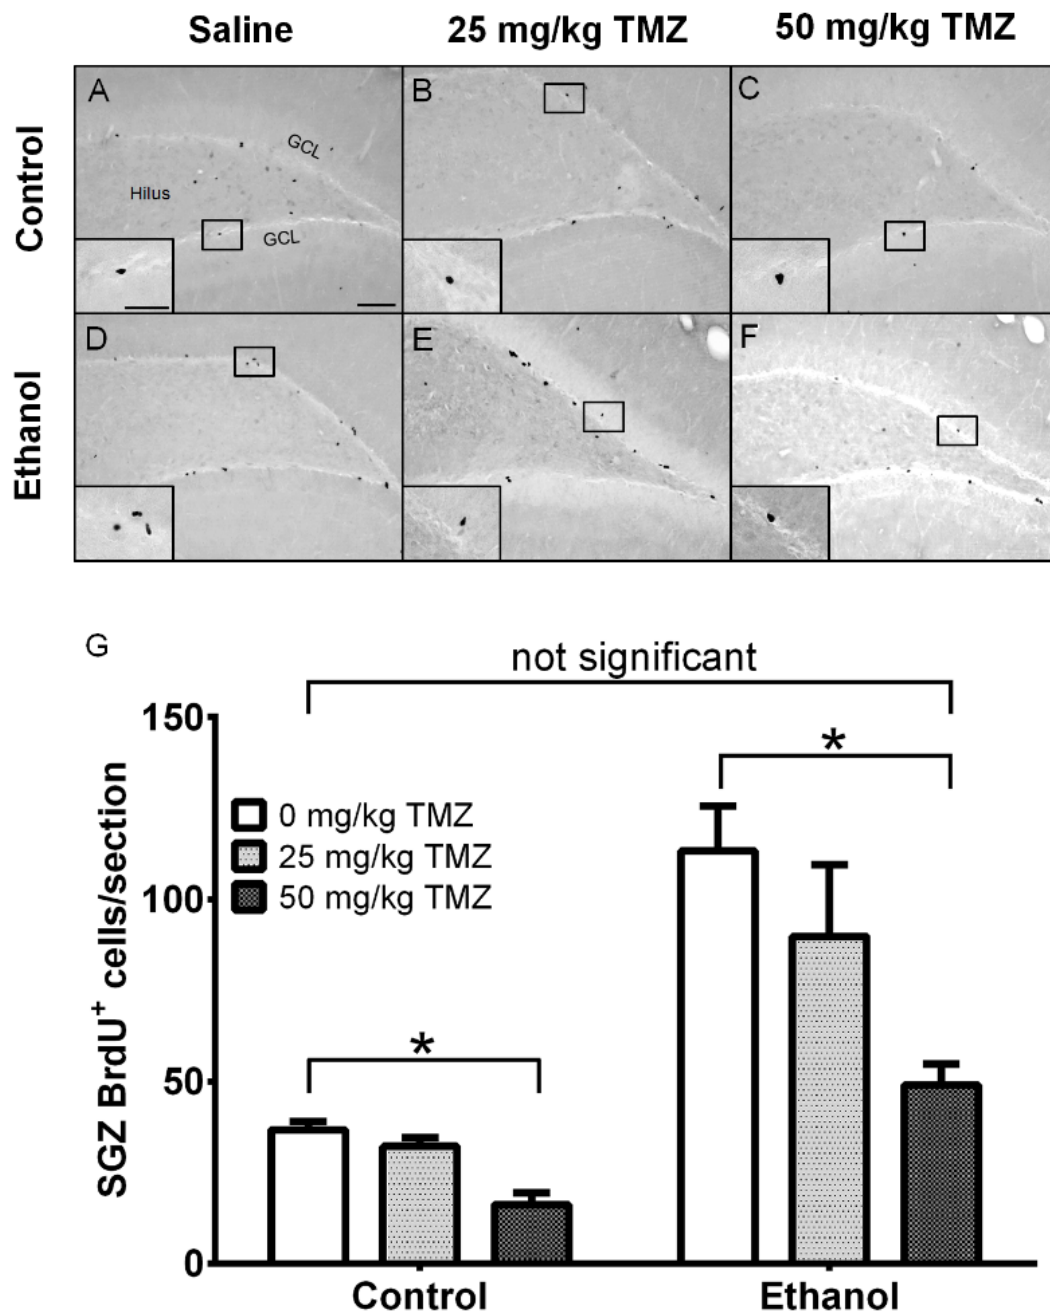 Saline 25 mg/kg TMZ 50 mg/kg TMZ
Control
A
GCL
Hilus
GCL
B
C
Ethanol
D
E
F
G
not significant
*
*
150
100
50
0
SGZ BrdU⁺ cells/section
0 mg/kg TMZ
25 mg/kg TMZ
50 mg/kg TMZ
Control Ethanol